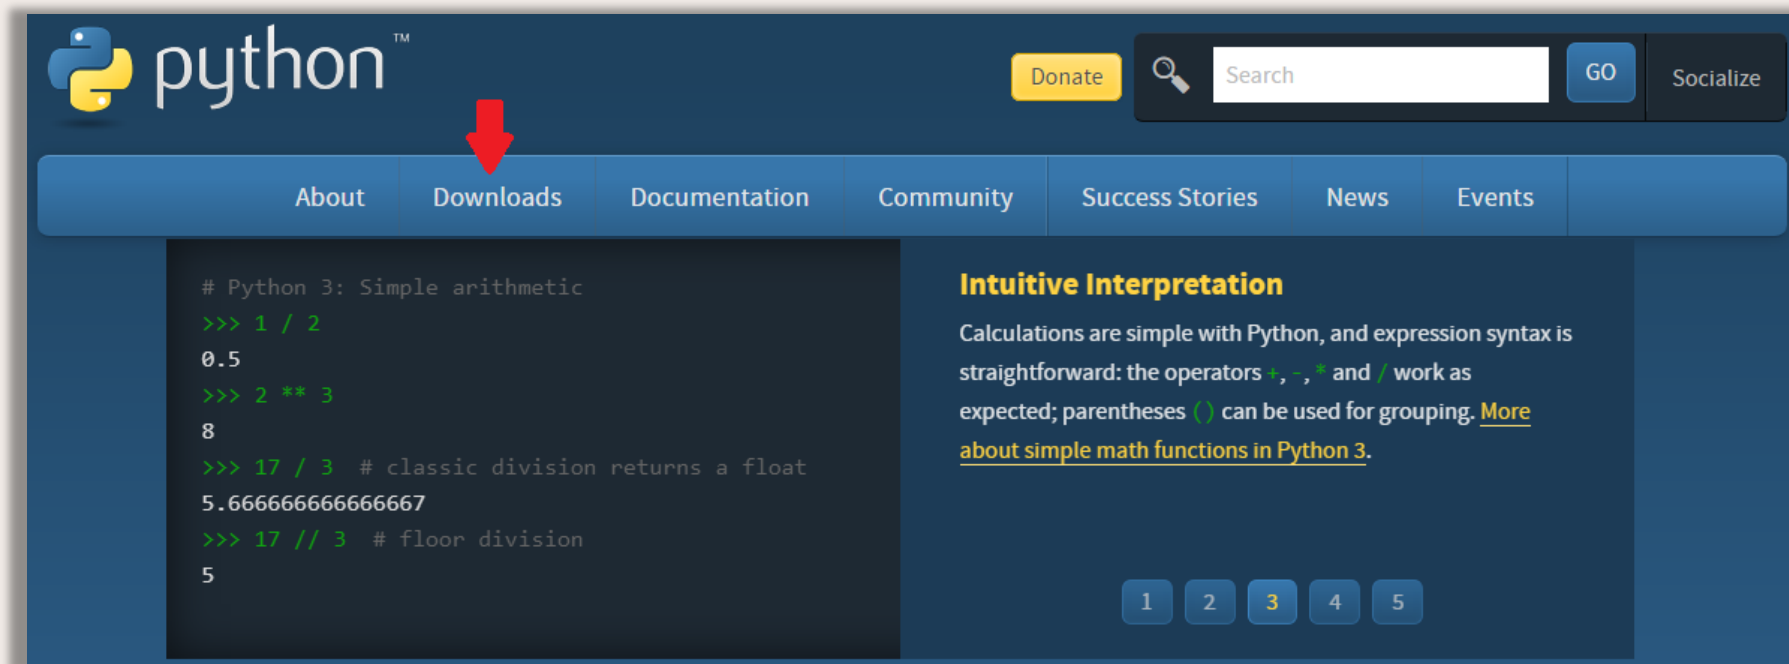 python™
Donate
Search
GO
Socialize
About
Downloads
Documentation
Community
Success Stories
News
Events
# Python 3: Simple arithmetic
>>> 1 / 2
0.5
>>> 2 ** 3
8
>>> 17 / 3  # classic division returns a float
5.666666666666667
>>> 17 // 3  # floor division
5
Intuitive Interpretation
Calculations are simple with Python, and expression syntax is
straightforward: the operators +, -, * and / work as
expected; parentheses () can be used for grouping. More
about simple math functions in Python 3.
1 2 3 4 5